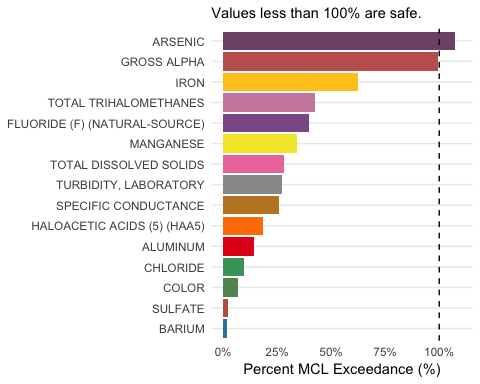 Values less than 100% are safe.
ARSENIC
GROSS ALPHA
IRON
TOTAL TRIHALOMETHANES
FLUORIDE (F) (NATURAL-SOURCE)
MANGANESE
TOTAL DISSOLVED SOLIDS
TURBIDITY, LABORATORY
SPECIFIC CONDUCTANCE
HALOACETIC ACIDS (5) (HAA5)
ALUMINUM
CHLORIDE
COLOR
SULFATE
BARIUM
0% 25% 50% 75% 100%
Percent MCL Exceedance (%)